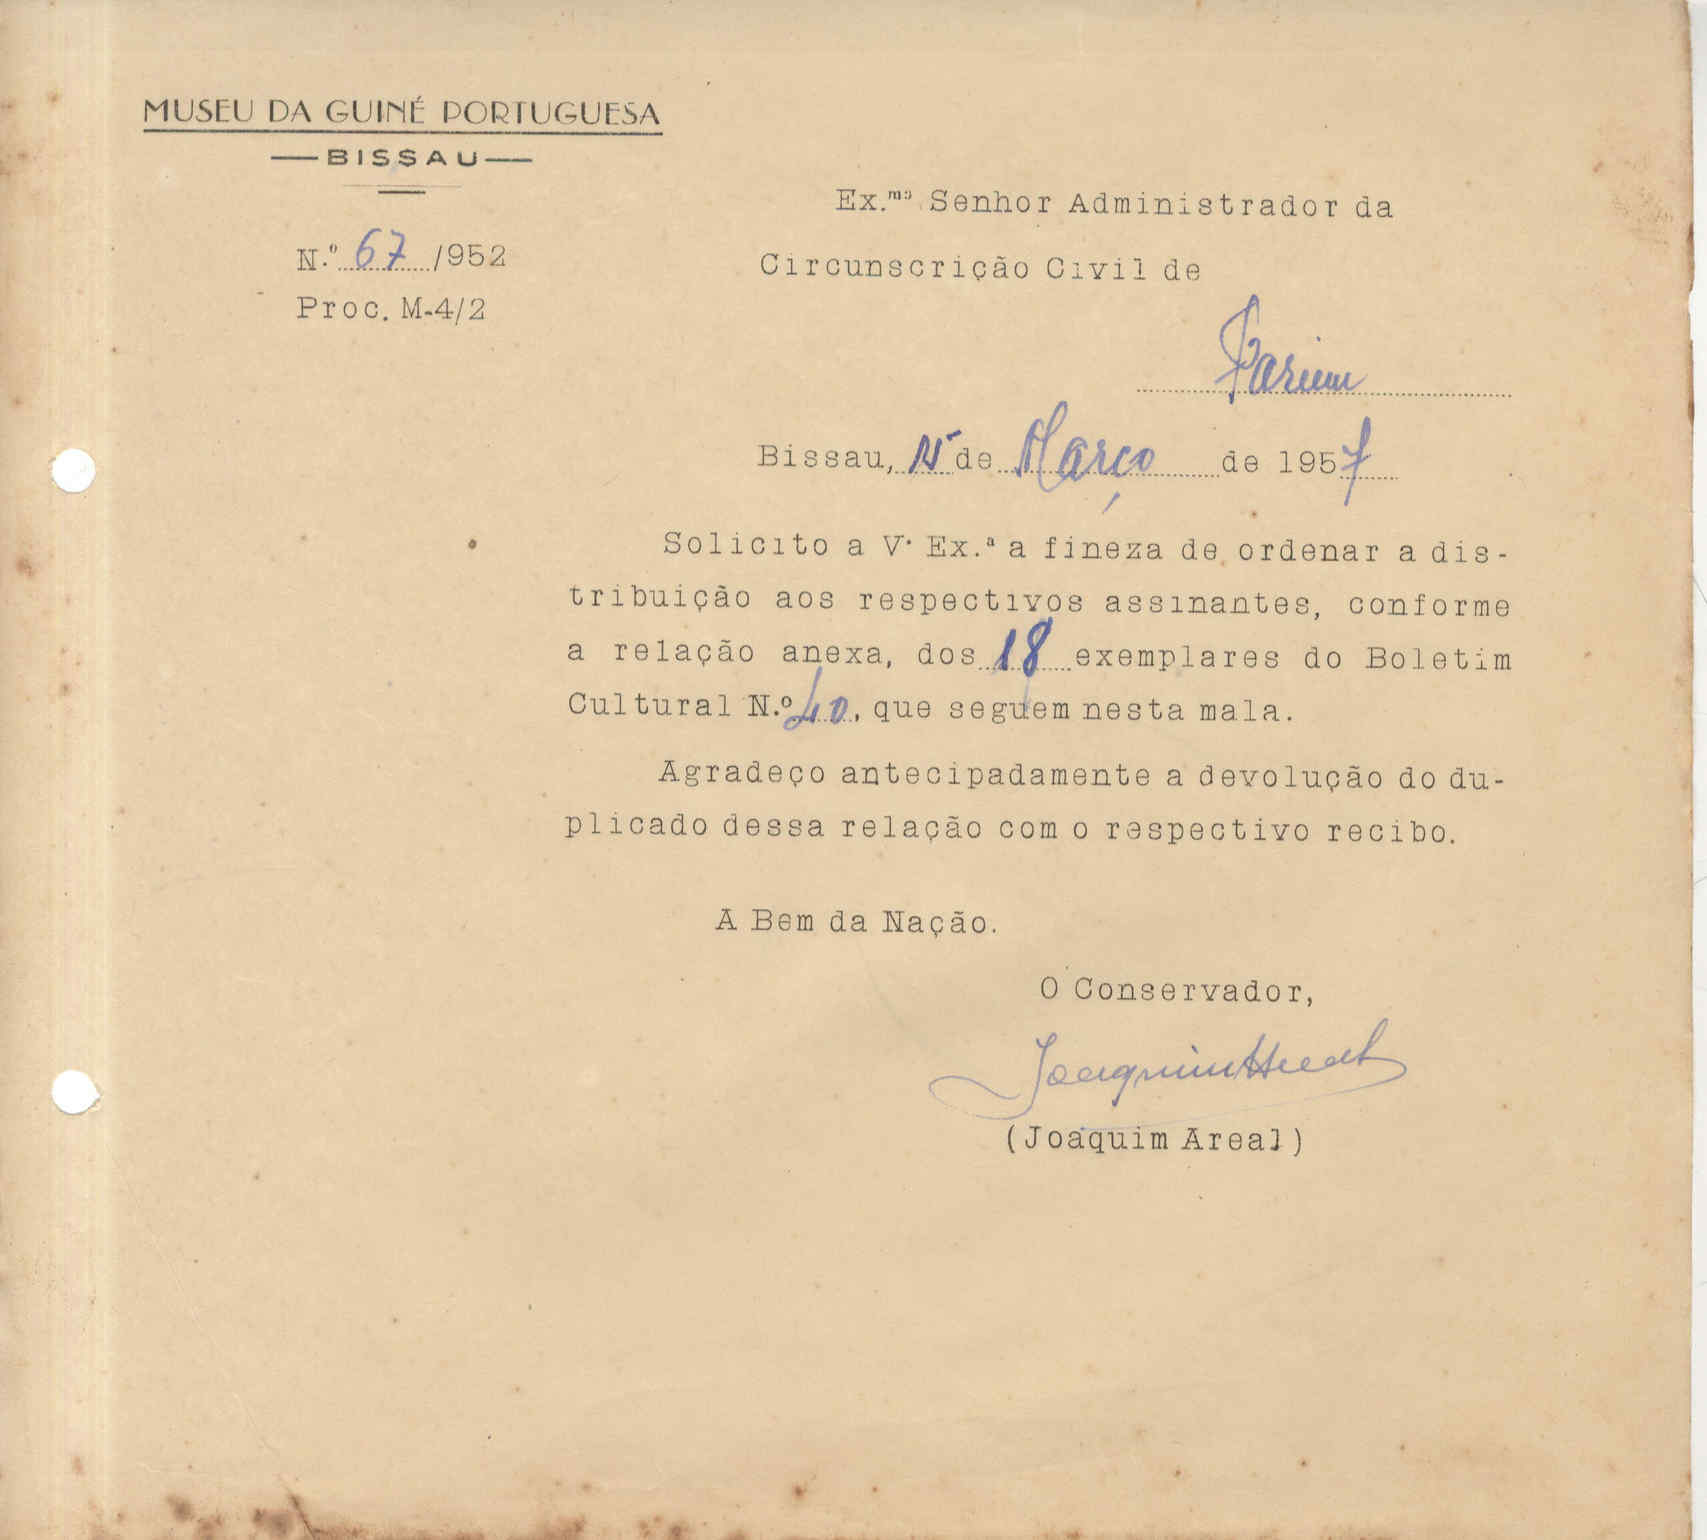 MUSEU DA GUINÉ PORTUGUESA
BISSAU
N.º 67 /952
Proc. M-4/2
Ex.mº Senhor Administrador da
Circunscrição Civil de
Farim
Bissau, 15 de Março de 1957
Solicito a V. Ex.ª a fineza de ordenar a dis-
tribuição aos respectivos assinantes, conforme
a relação anexa, dos 18 exemplares do Boletim
Cultural N.º 40, que seguem nesta mala.
Agradeço antecipadamente a devolução do du-
plicado dessa relação com o respectivo recibo.
A Bem da Nação.
O Conservador,
Joaquim Areal
(Joaquim Areal)